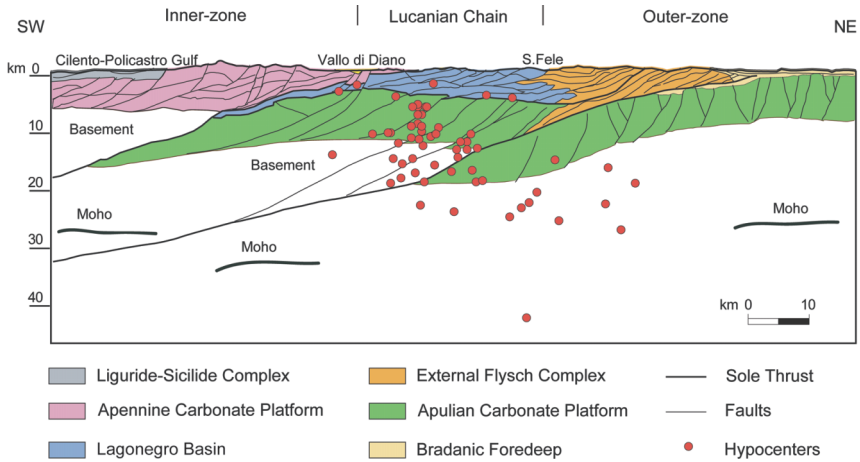 Inner-zone | Lucanian Chain | Outer-zone
SW NE
Cilento-Policastro Gulf Vallo di Diano S.Fele
km 0
10
20
30
40
Basement
Basement
Moho
Moho
Moho
km 0 10
Liguride-Sicilide Complex External Flysch Complex Sole Thrust
Apennine Carbonate Platform Apulian Carbonate Platform Faults
Lagonegro Basin Bradanic Foredeep Hypocenters